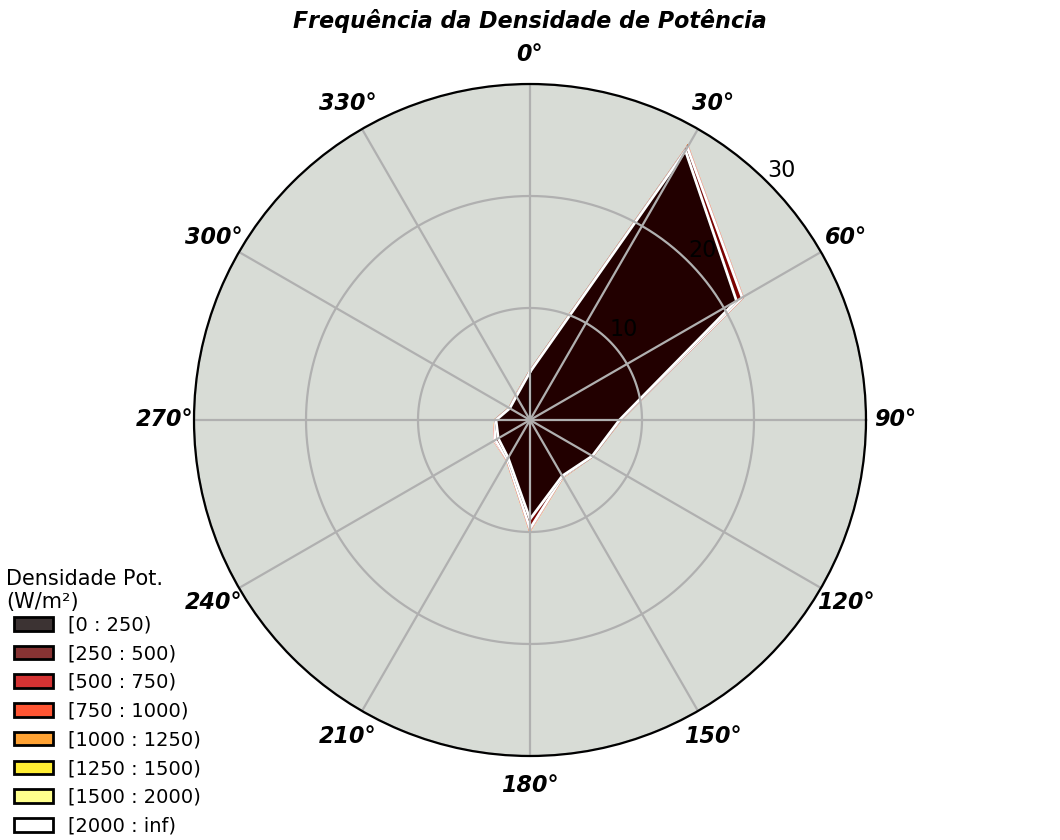 Frequência da Densidade de Potência
0°
330°
30°
30
300°
60°
20
10
270°
90°
240°
120°
210°
150°
180°
Densidade Pot.
(W/m²)
[0 : 250)
[250 : 500)
[500 : 750)
[750 : 1000)
[1000 : 1250)
[1250 : 1500)
[1500 : 2000)
[2000 : inf)